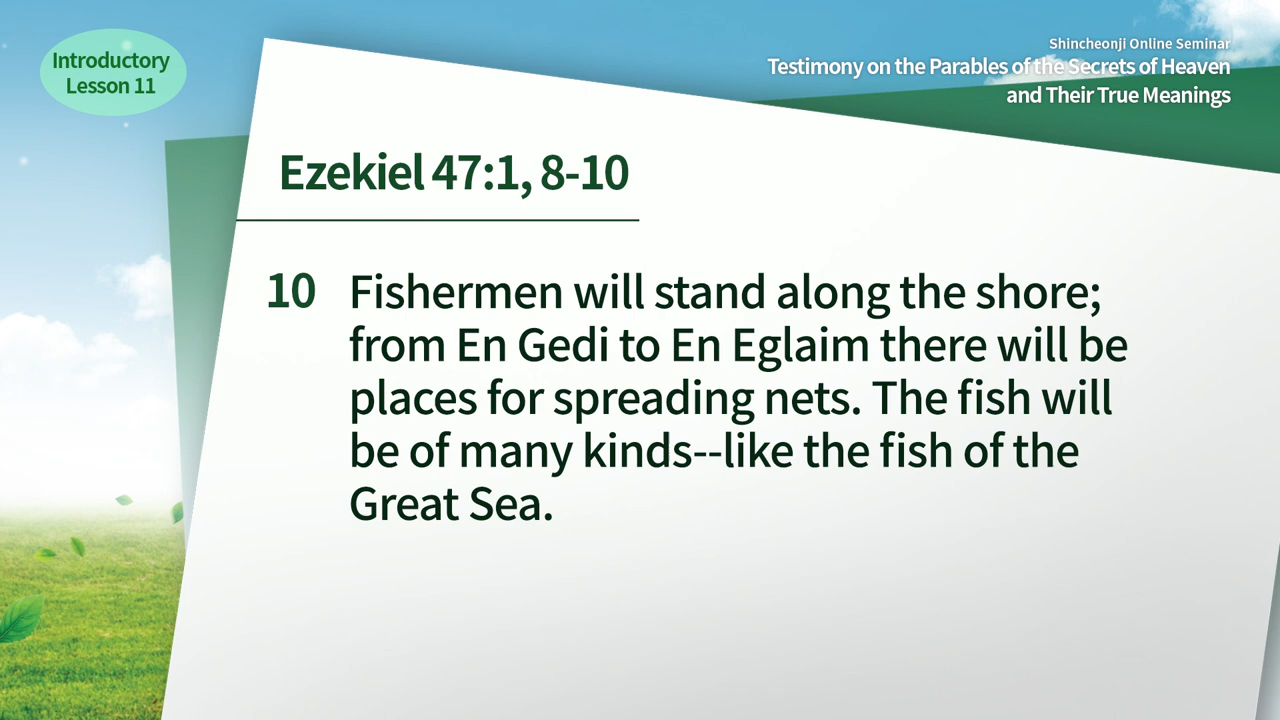 Introductory
Lesson 11
Shincheonji Online Seminar
Testimony on the Parables of the Secrets of Heaven
and Their True Meanings
Ezekiel 47:1, 8-10
10 Fishermen will stand along the shore;
from En Gedi to En Eglaim there will be
places for spreading nets. The fish will
be of many kinds--like the fish of the
Great Sea.